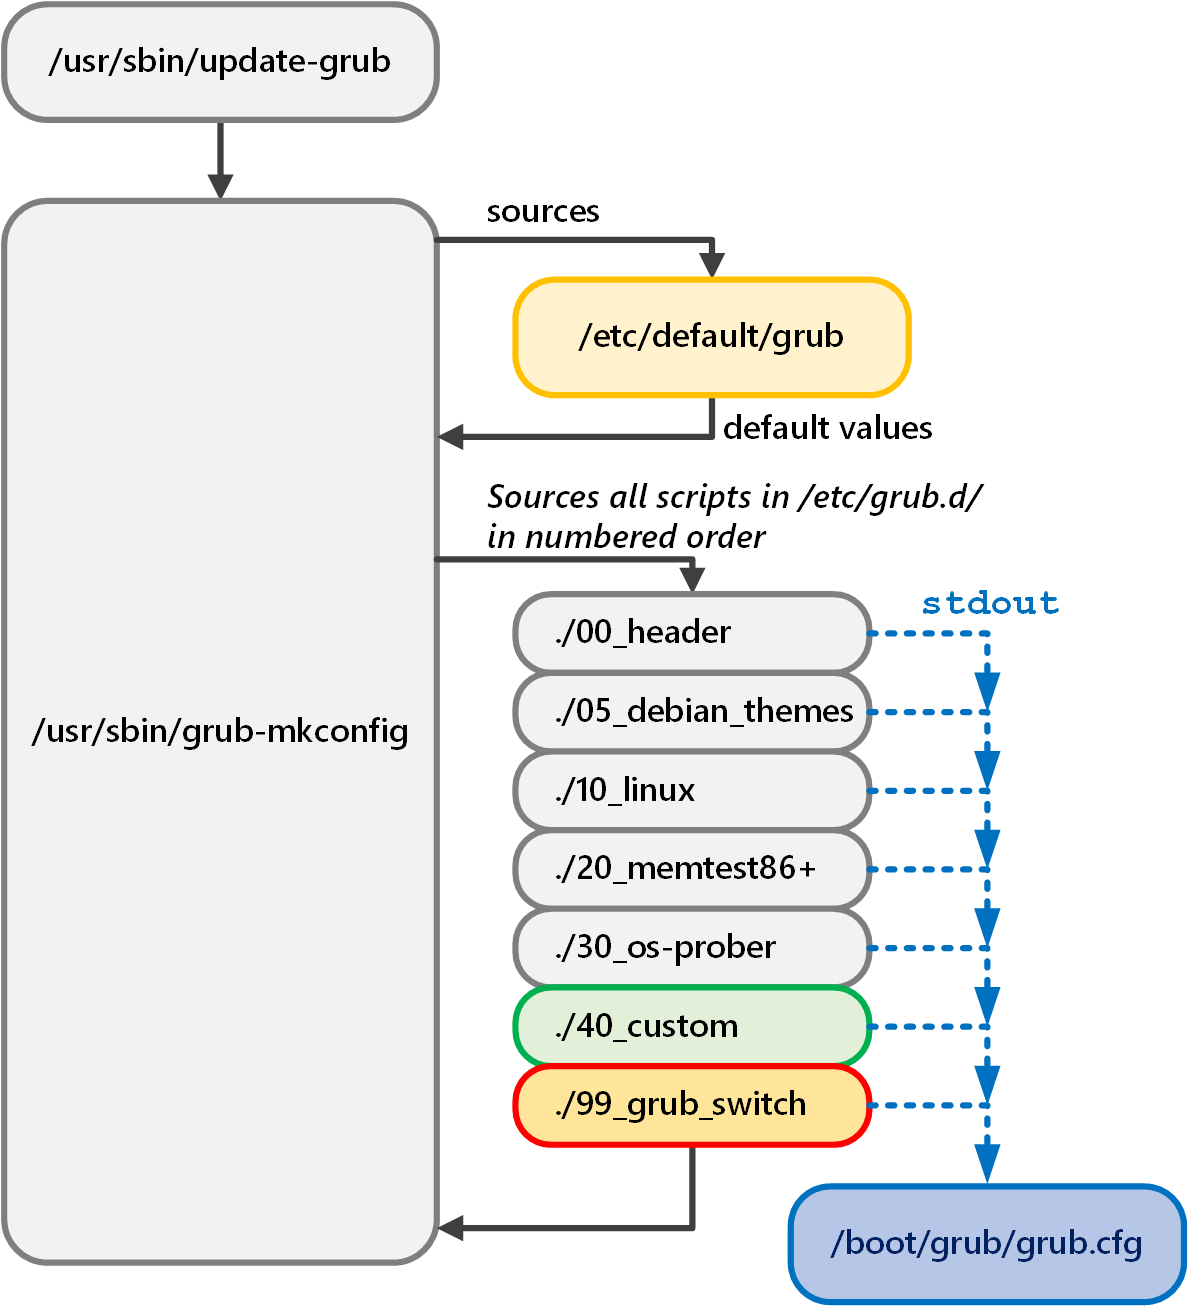 /usr/sbin/update-grub
sources
/etc/default/grub
default values
Sources all scripts in /etc/grub.d/
in numbered order
stdout
./00_header
./05_debian_themes
/usr/sbin/grub-mkconfig
./10_linux
./20_memtest86+
./30_os-prober
./40_custom
./99_grub_switch
/boot/grub/grub.cfg